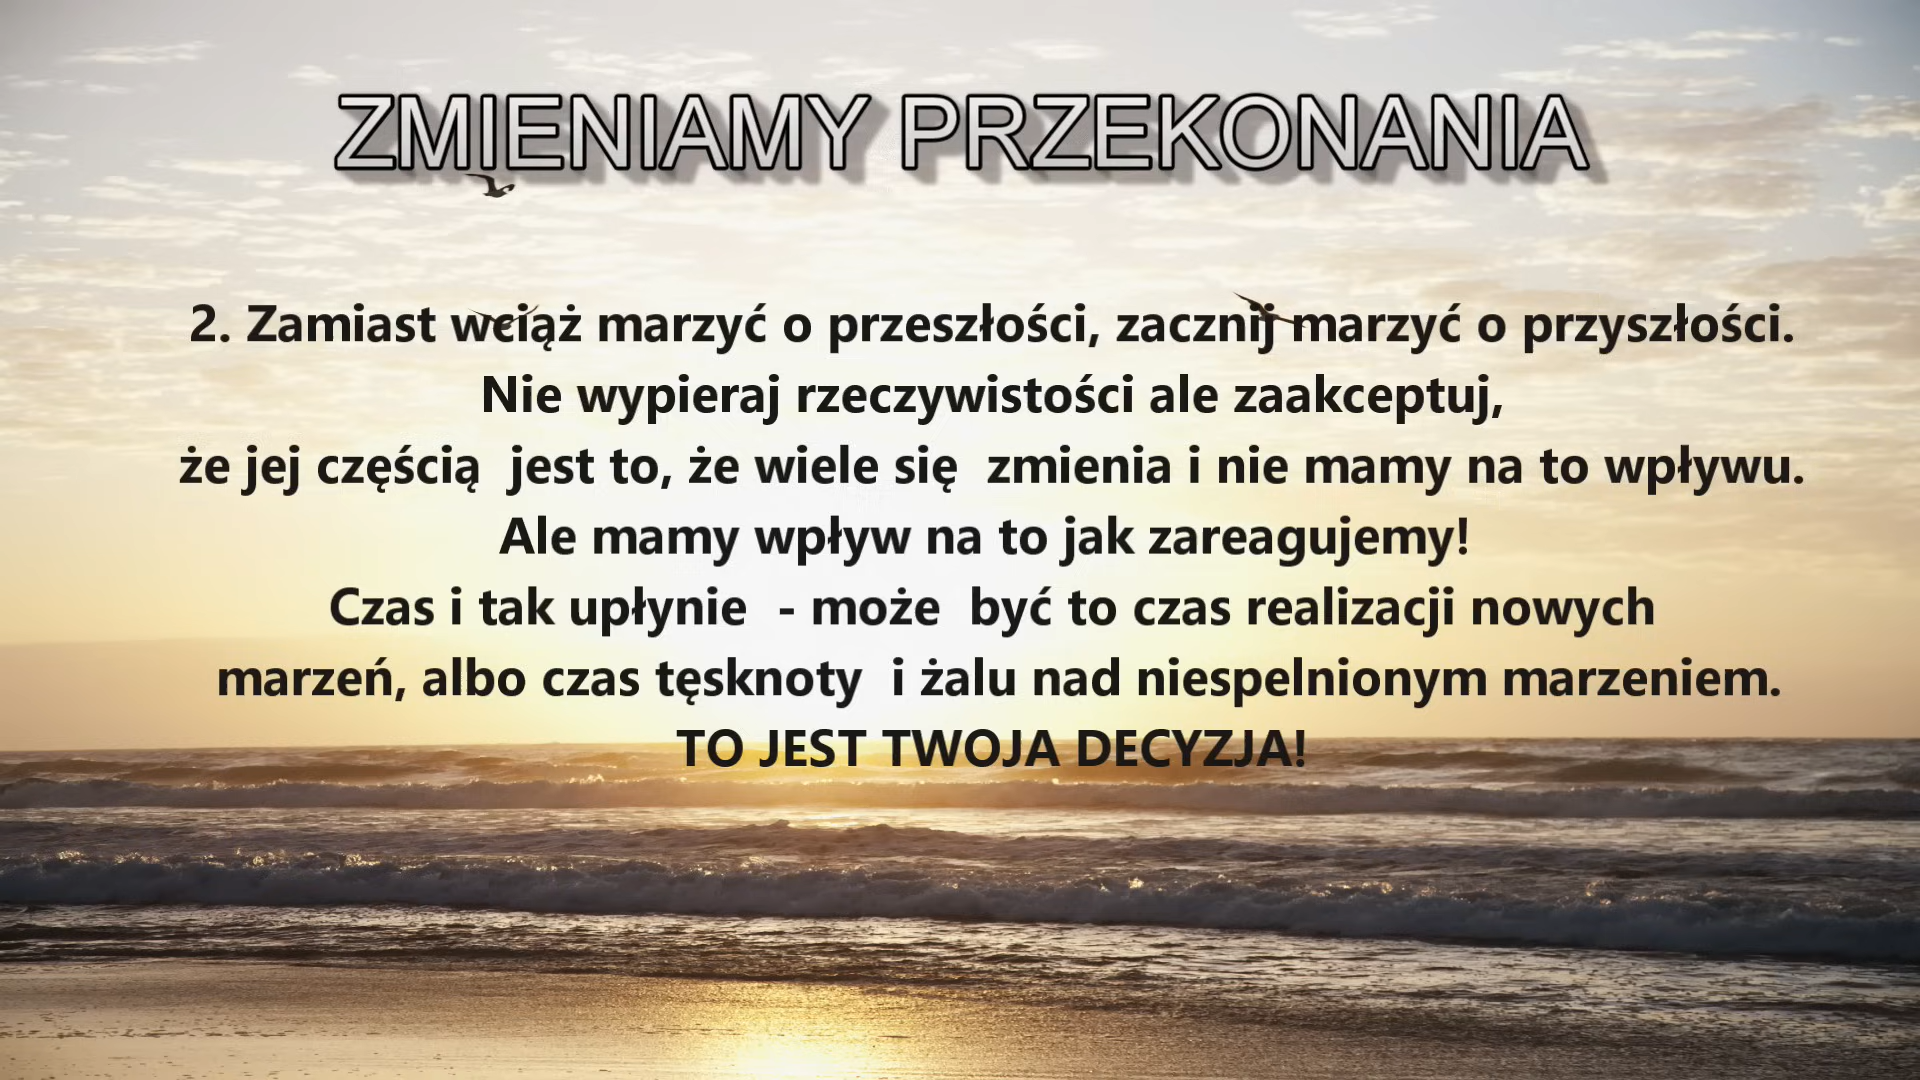 ZMIENIAMY PRZEKONANIA
2. Zamiast wciąż marzyć o przeszłości, zacznij marzyć o przyszłości.
Nie wypieraj rzeczywistości ale zaakceptuj,
że jej częścią  jest to, że wiele się  zmienia i nie mamy na to wpływu.
Ale mamy wpływ na to jak zareagujemy!
Czas i tak upłynie  - może  być to czas realizacji nowych
marzeń, albo czas tęsknoty  i żalu nad niespelnionym marzeniem.
TO JEST TWOJA DECYZJA!